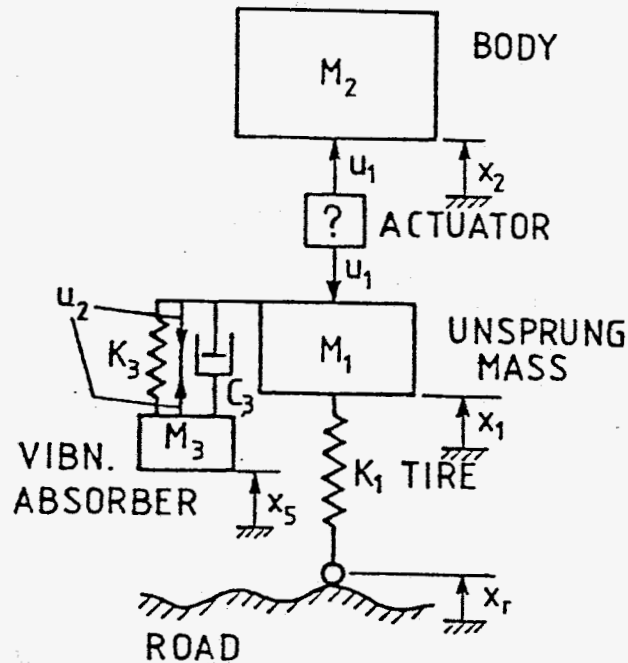 BODY
M2
u1
x2
?
ACTUATOR
u1
u2
K3
C3
M1
UNSPRUNG
MASS
M3
x1
VIBN.
ABSORBER
K1 TIRE
x5
xr
ROAD